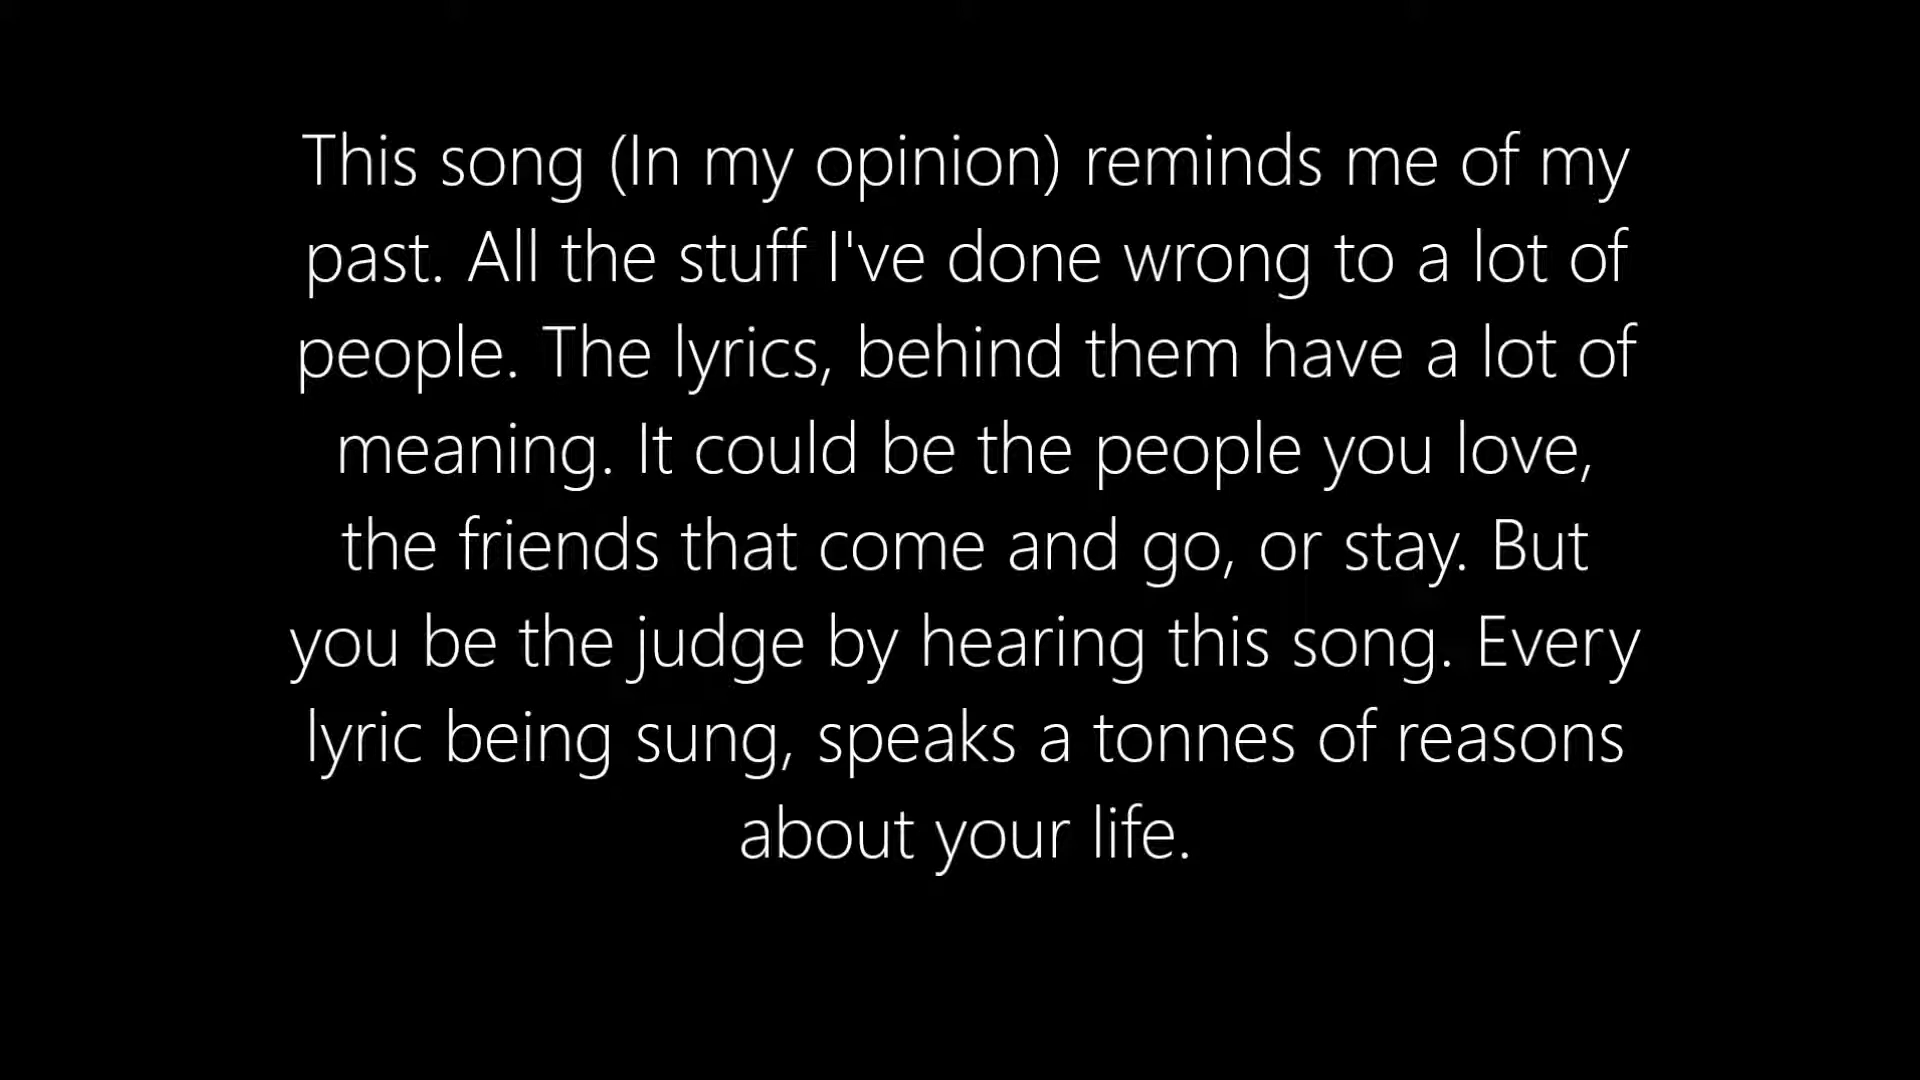 This song (In my opinion) reminds me of my
past. All the stuff I've done wrong to a lot of
people. The lyrics, behind them have a lot of
meaning. It could be the people you love,
the friends that come and go, or stay. But
you be the judge by hearing this song. Every
lyric being sung, speaks a tonnes of reasons
about your life.